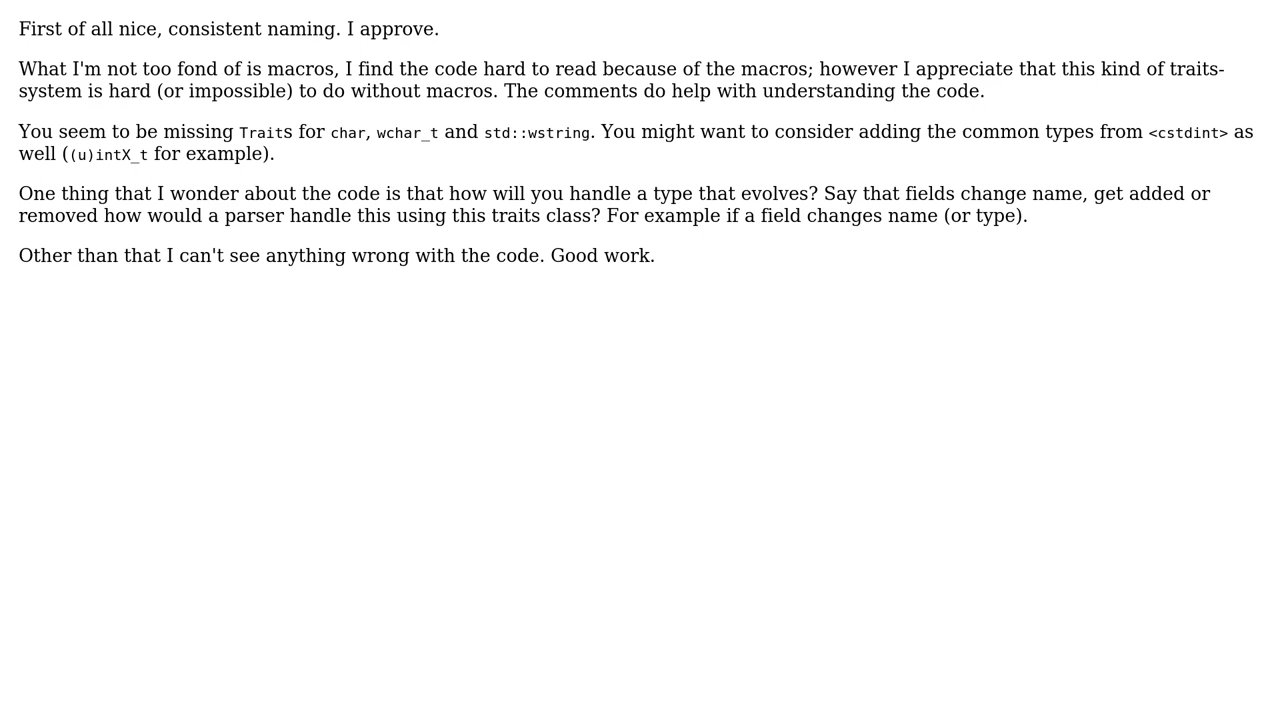 First of all nice, consistent naming. I approve.
What I'm not too fond of is macros, I find the code hard to read because of the macros; however I appreciate that this kind of traits-
system is hard (or impossible) to do without macros. The comments do help with understanding the code.
You seem to be missing Traits for char, wchar_t and std::wstring. You might want to consider adding the common types from <cstdint> as
well ((u)intX_t for example).
One thing that I wonder about the code is that how will you handle a type that evolves? Say that fields change name, get added or
removed how would a parser handle this using this traits class? For example if a field changes name (or type).
Other than that I can't see anything wrong with the code. Good work.